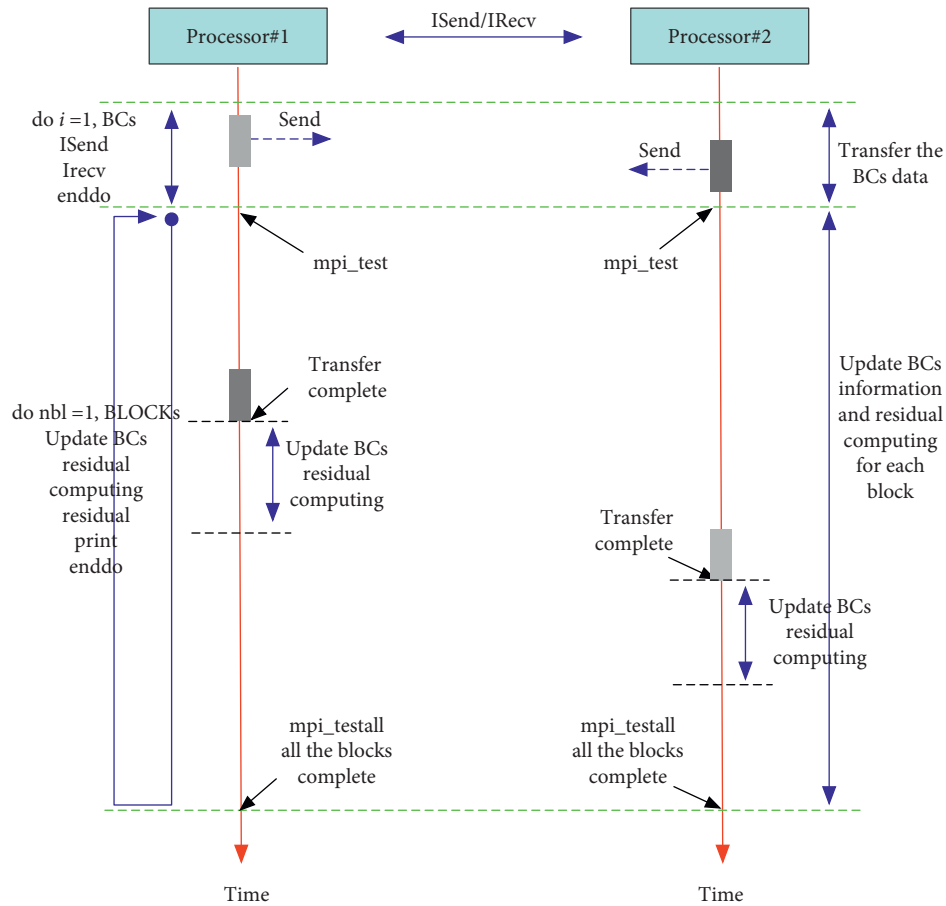 Processor#1
ISend/IRecv
Processor#2
do i =1, BCs
ISend
Irecv
enddo
Send
Send
Transfer the
BCs data
mpi_test
mpi_test
Transfer
complete
do nbl =1, BLOCKs
Update BCs
residual
computing
residual
print
enddo
Update BCs
residual
computing
Update BCs
information
and residual
computing
for each
block
Transfer
complete
Update BCs
residual
computing
mpi_testall
all the blocks
complete
mpi_testall
all the blocks
complete
Time
Time